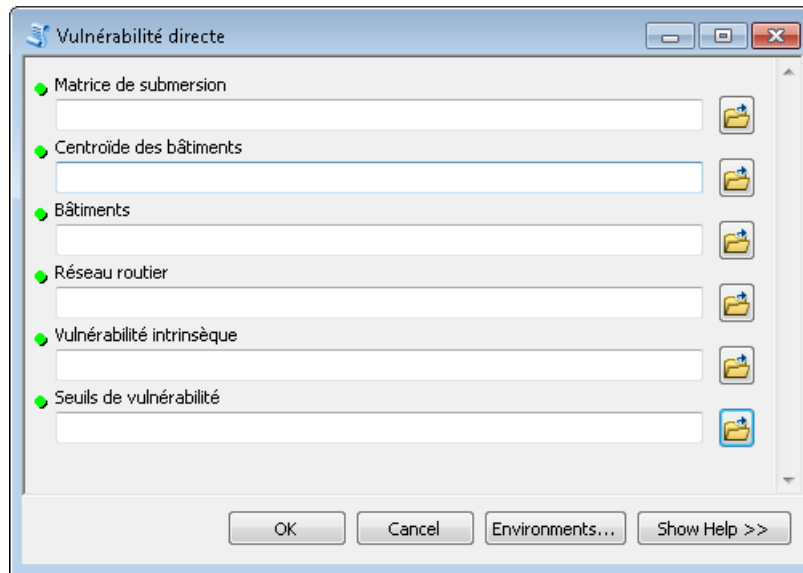 Vulnérabilité directe
Matrice de submersion
Centroïde des bâtiments
Bâtiments
Réseau routier
Vulnérabilité intrinsèque
Seuils de vulnérabilité
OK Cancel Environments... Show Help >>